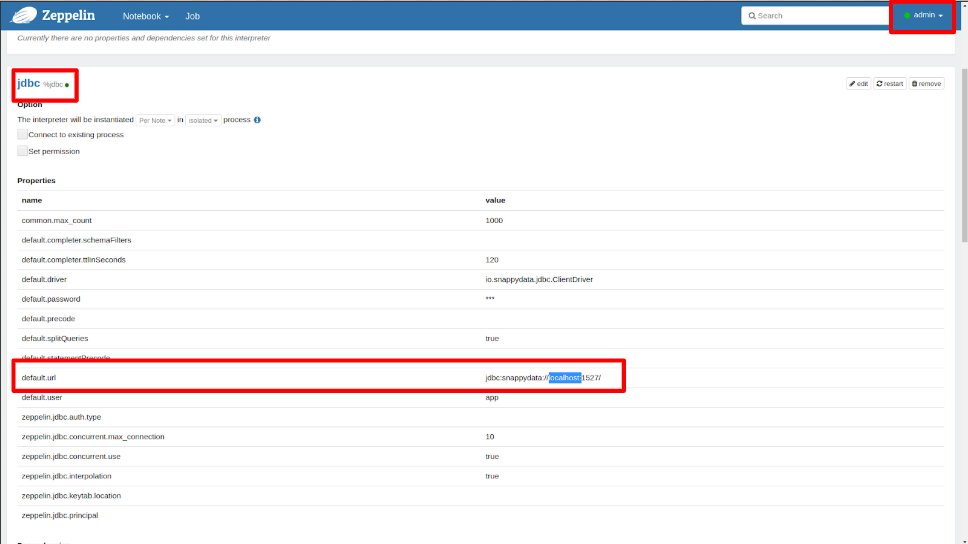 Zeppelin Notebook Job Search admin
Currently there are no properties and dependencies set for this interpreter
jdbc %jdbc edit restart remove
Option
The interpreter will be instantiated Per Note in isolated process
Connect to existing process
Set permission
Properties
name value
common.max_count 1000
default.completer.schemaFilters
default.completer.ttlInSeconds 120
default.driver io.snappydata.jdbc.ClientDriver
default.password ***
default.precode
default.splitQueries true
default.statementPrecode
default.url jdbc:snappydata://localhost:1527/
default.user app
zeppelin.jdbc.auth.type
zeppelin.jdbc.concurrent.max_connection 10
zeppelin.jdbc.concurrent.use true
zeppelin.jdbc.interpolation true
zeppelin.jdbc.keytab.location
zeppelin.jdbc.principal